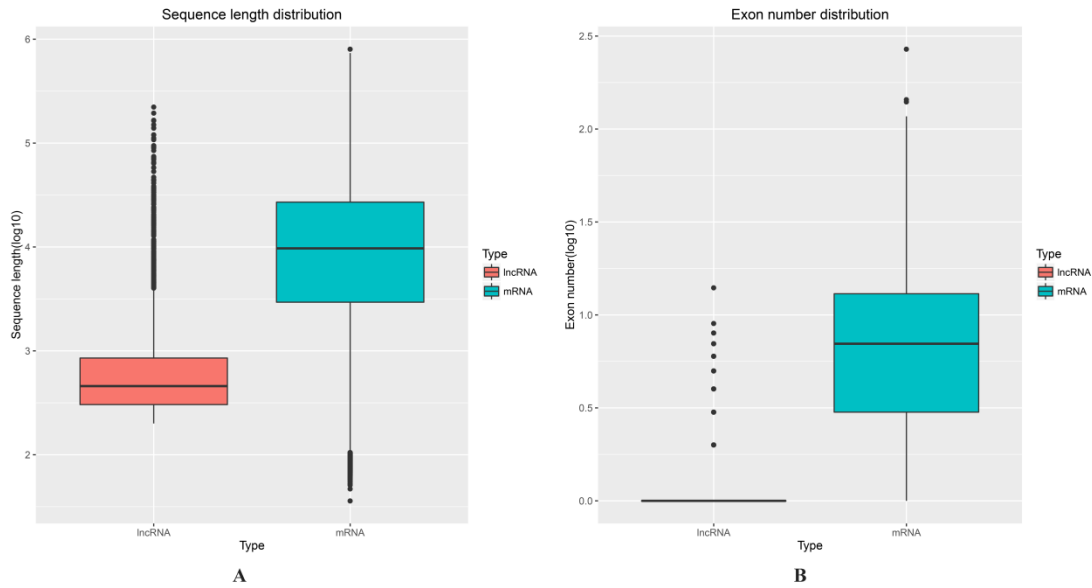 Sequence length distribution
Sequence length(log10)
6
5
4
3
2
lncRNA
mRNA
Type
Type
lncRNA
mRNA
A
Exon number distribution
Exon number(log10)
2.5
2.0
1.5
1.0
0.5
0.0
lncRNA
mRNA
Type
Type
lncRNA
mRNA
B